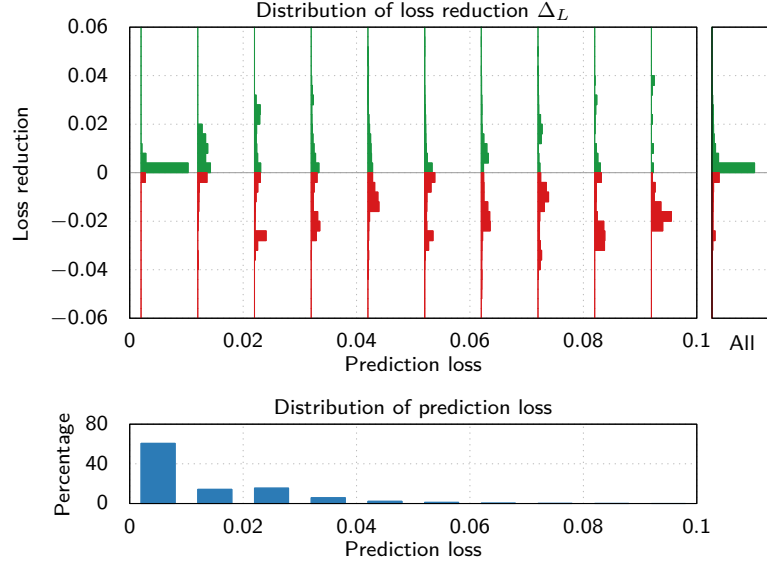 Distribution of loss reduction Δ_L
0.06
0.04
0.02
0
−0.02
−0.04
−0.06
Loss reduction
0 0.02 0.04 0.06 0.08 0.1
All
Prediction loss
Distribution of prediction loss
80
40
0
Percentage
0 0.02 0.04 0.06 0.08 0.1
Prediction loss